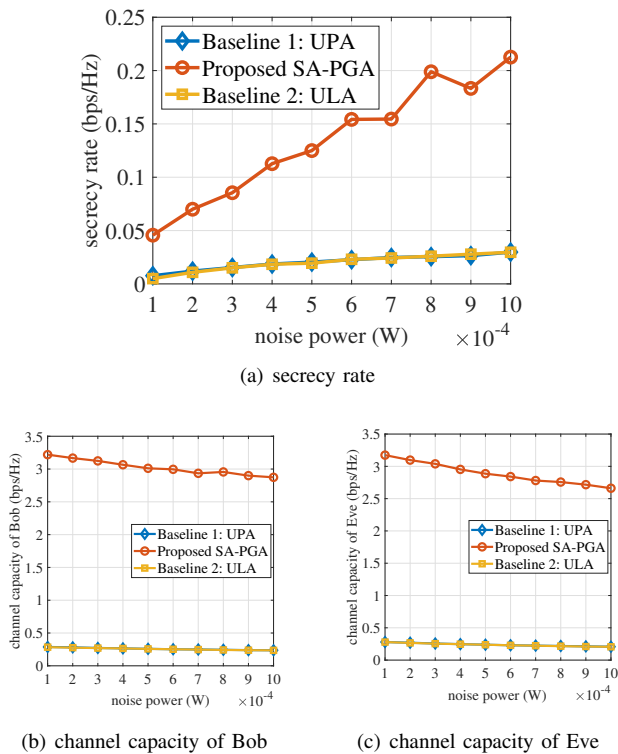 Baseline 1: UPA
Proposed SA-PGA
Baseline 2: ULA
secrecy rate (bps/Hz)
0.25
0.2
0.15
0.1
0.05
0
1 2 3 4 5 6 7 8 9 10
noise power (W) ×10⁻⁴
(a) secrecy rate
channel capacity of Bob (bps/Hz)
3.5
3
2.5
2
1.5
1
0.5
0
Baseline 1: UPA
Proposed SA-PGA
Baseline 2: ULA
1 2 3 4 5 6 7 8 9 10
noise power (W) ×10⁻⁴
(b) channel capacity of Bob
channel capacity of Eve (bps/Hz)
3.5
3
2.5
2
1.5
1
0.5
0
Baseline 1: UPA
Proposed SA-PGA
Baseline 2: ULA
1 2 3 4 5 6 7 8 9 10
noise power (W) ×10⁻⁴
(c) channel capacity of Eve